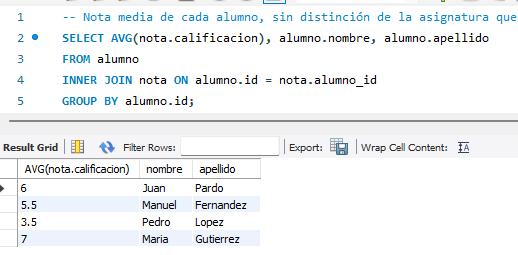 1 -- Nota media de cada alumno, sin distinción de la asignatura que
2 SELECT AVG(nota.calificacion), alumno.nombre, alumno.apellido
3 FROM alumno
4 INNER JOIN nota ON alumno.id = nota.alumno_id
5 GROUP BY alumno.id;
Result Grid Filter Rows: Export: Wrap Cell Content:
AVG(nota.calificacion) nombre apellido
6 Juan Pardo
5.5 Manuel Fernandez
3.5 Pedro Lopez
7 Maria Gutierrez